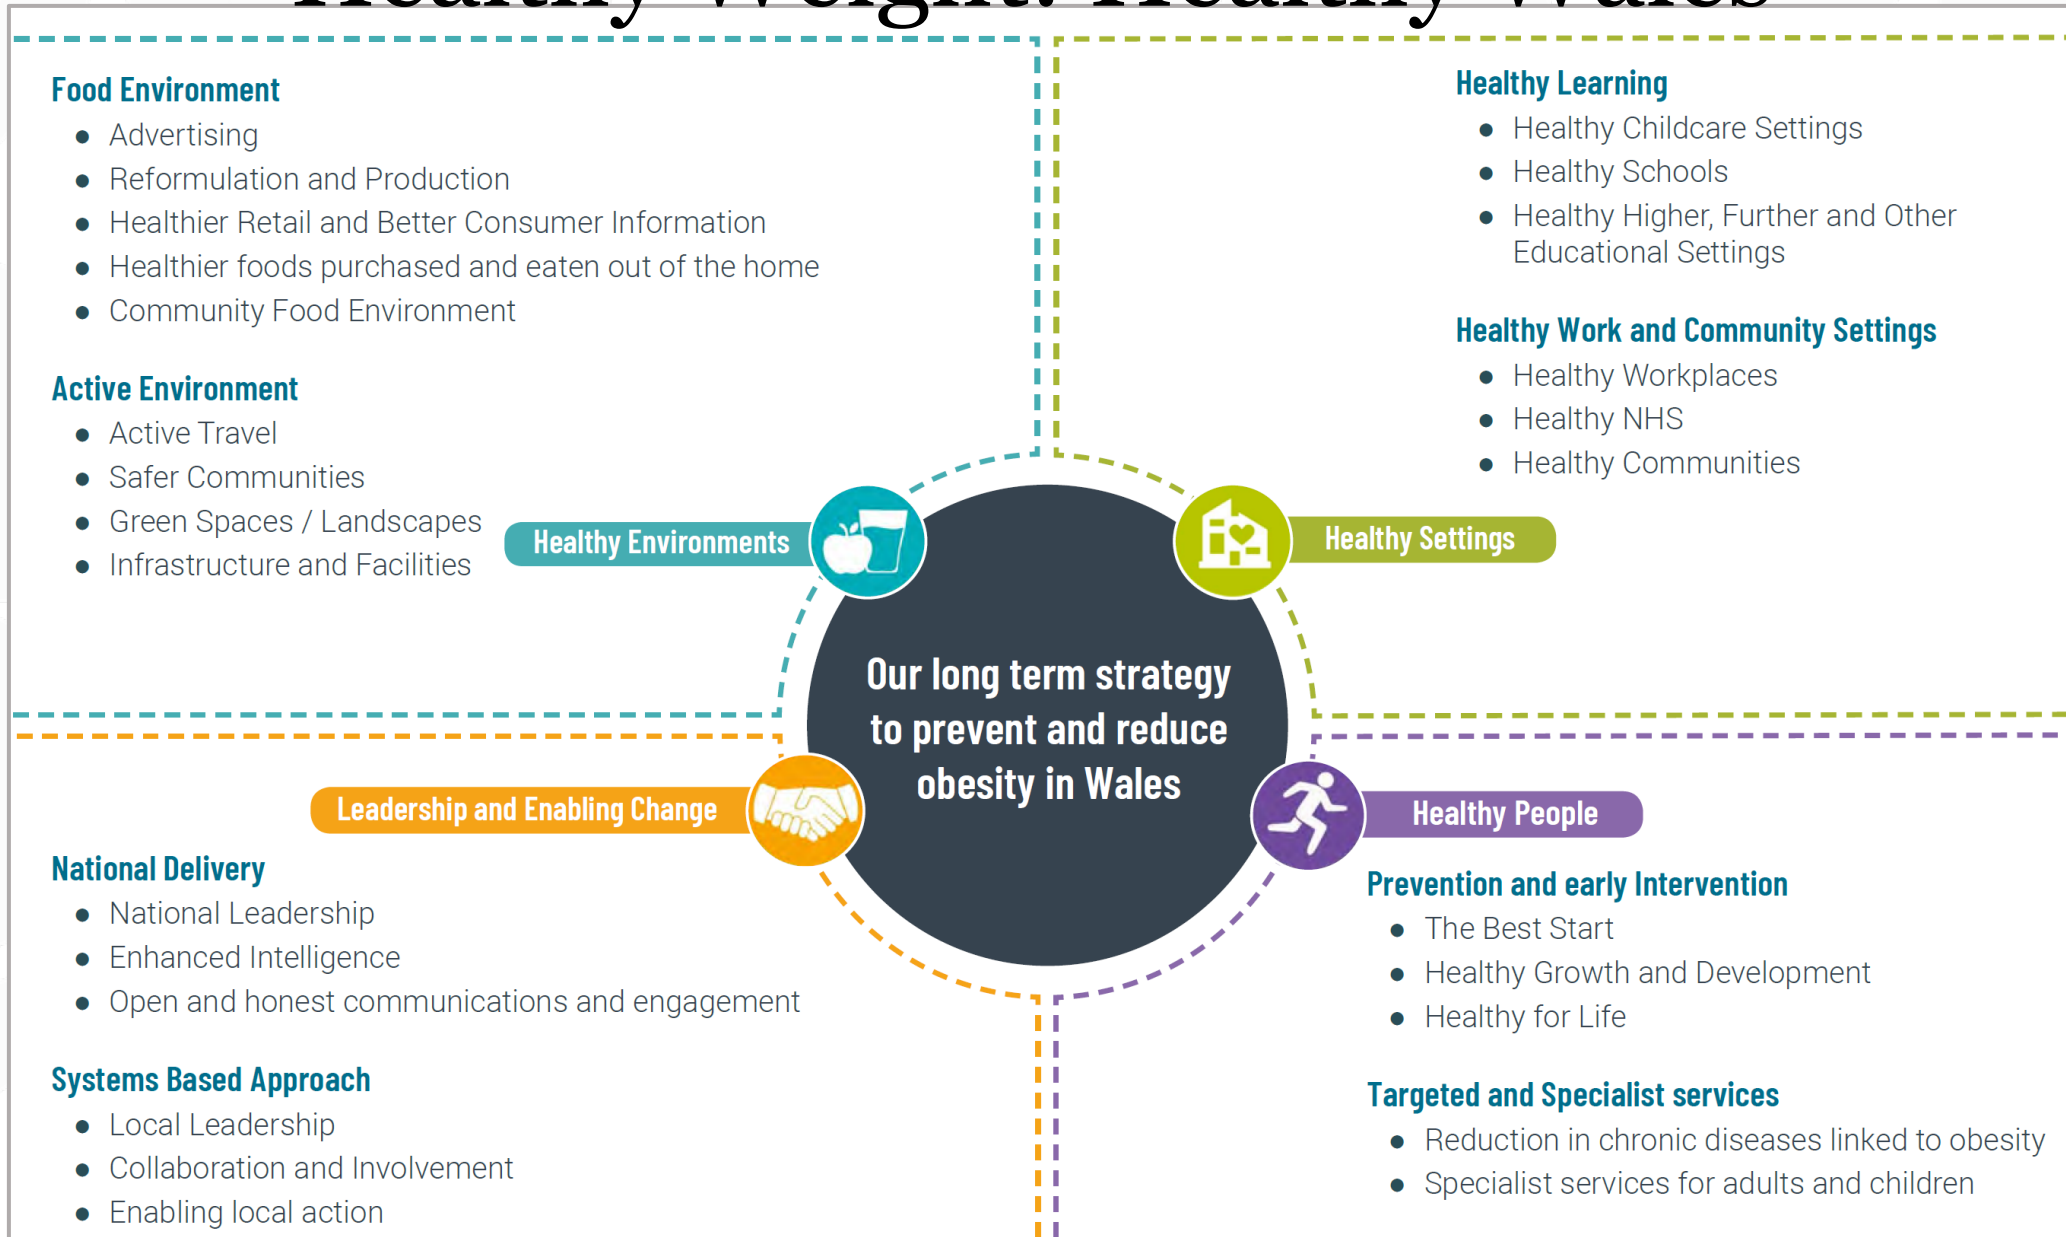 Healthy Weight: Healthy Wales
Food Environment
● Advertising
● Reformulation and Production
● Healthier Retail and Better Consumer Information
● Healthier foods purchased and eaten out of the home
● Community Food Environment
Active Environment
● Active Travel
● Safer Communities
● Green Spaces / Landscapes
● Infrastructure and Facilities
Healthy Environments
Healthy Learning
● Healthy Childcare Settings
● Healthy Schools
● Healthy Higher, Further and Other
Educational Settings
Healthy Work and Community Settings
● Healthy Workplaces
● Healthy NHS
● Healthy Communities
Healthy Settings
Our long term strategy
to prevent and reduce
obesity in Wales
Leadership and Enabling Change
National Delivery
● National Leadership
● Enhanced Intelligence
● Open and honest communications and engagement
Systems Based Approach
● Local Leadership
● Collaboration and Involvement
● Enabling local action
Healthy People
Prevention and early Intervention
● The Best Start
● Healthy Growth and Development
● Healthy for Life
Targeted and Specialist services
● Reduction in chronic diseases linked to obesity
● Specialist services for adults and children